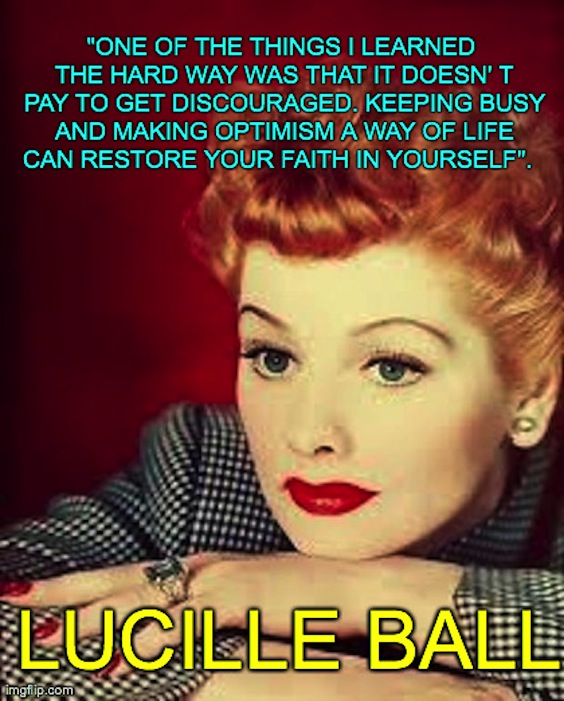 "ONE OF THE THINGS I LEARNED
THE HARD WAY WAS THAT IT DOESN' T
PAY TO GET DISCOURAGED. KEEPING BUSY
AND MAKING OPTIMISM A WAY OF LIFE
CAN RESTORE YOUR FAITH IN YOURSELF".
LUCILLE BALL
imgflip.com